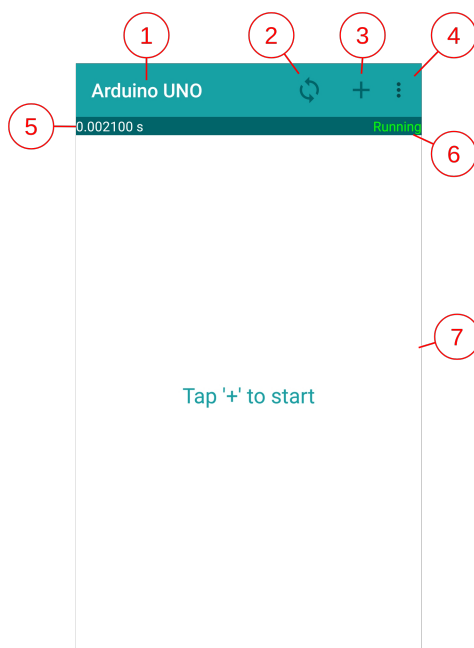 1 2 3 4
Arduino UNO
5 0.002100 s Running
6
7
Tap '+' to start